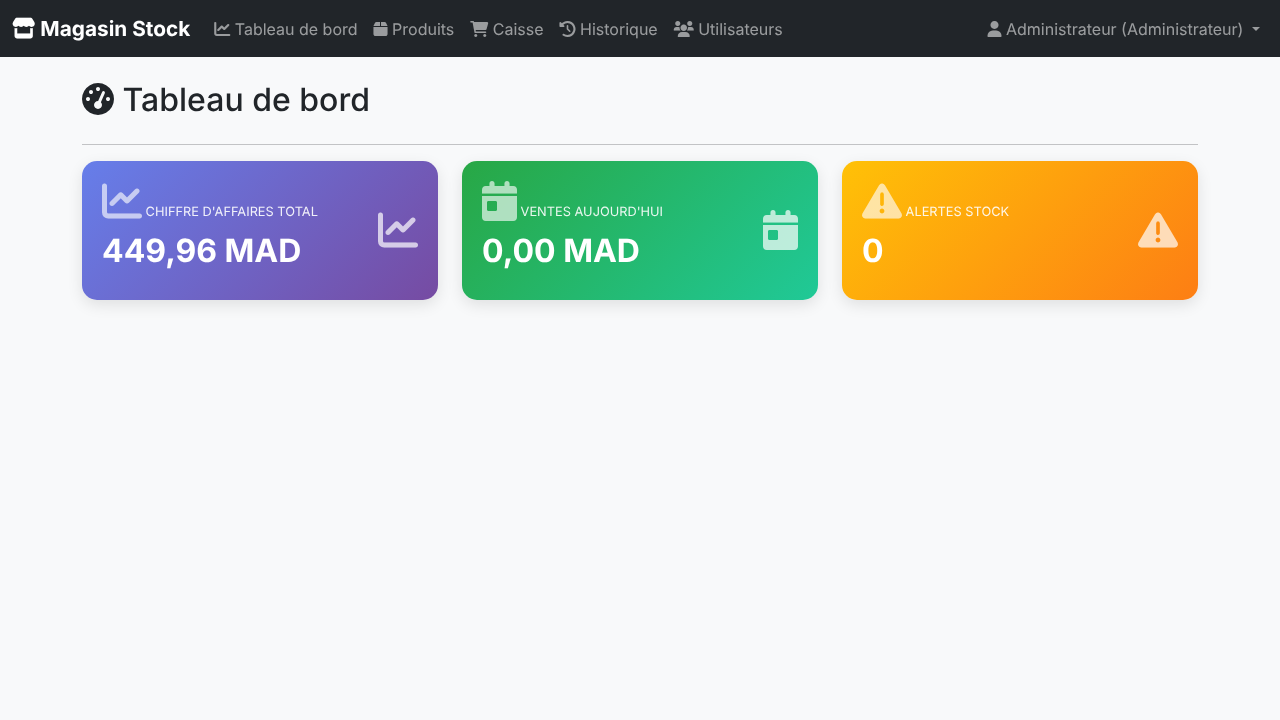 Magasin Stock Tableau de bord Produits Caisse Historique Utilisateurs Administrateur (Administrateur)
Tableau de bord
CHIFFRE D'AFFAIRES TOTAL
449,96 MAD
VENTES AUJOURD'HUI
0,00 MAD
ALERTES STOCK
0